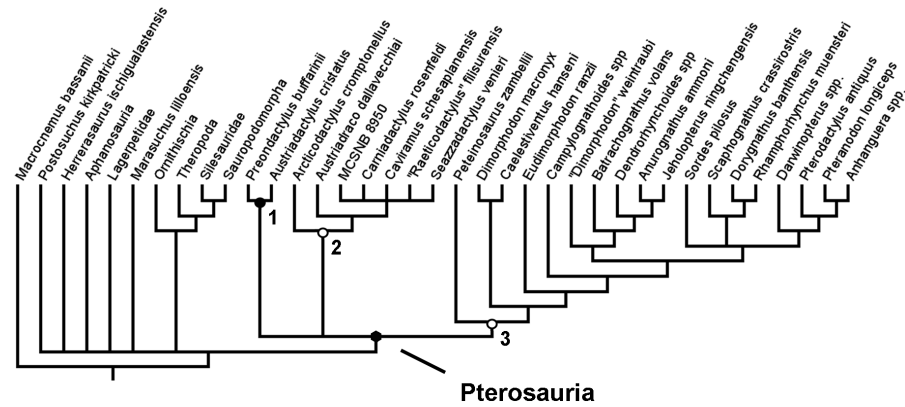 Macrocnemus bassanii
Postosuchus kirkpatricki
Herrerasaurus ischigualastensis
Aphanosauria
Lagerpetidae
Marasuchus lilloensis
Ornithischia
Theropoda
Silesauridae
Sauropodomorpha
Preondactylus buffarinii
Austriadactylus cristatus
Arcticodactylus cromptonellus
Austriadraco dallavecchiai
MCSNB 8950
Carniadactylus rosenfeldi
Caviramus schesaplanensis
"Raeticodactylus" filisurensis
Seazzadactylus venieri
Peteinosaurus zambellii
Dimorphodon macronyx
Caelestiventus hanseni
Eudimorphodon ranzii
Campylognathoides spp
"Dimorphodon" weintraubi
Batrachognathus volans
Dendrorhynchoides spp
Anurognathus ammoni
Jeholopterus ningchengensis
Sordes pilosus
Scaphognathus crassirostris
Dorygnathus banthensis
Rhamphorhynchus muensteri
Darwinopterus spp.
Pterodactylus antiquus
Pteranodon longiceps
Anhanguera spp.
1
2
3
Pterosauria